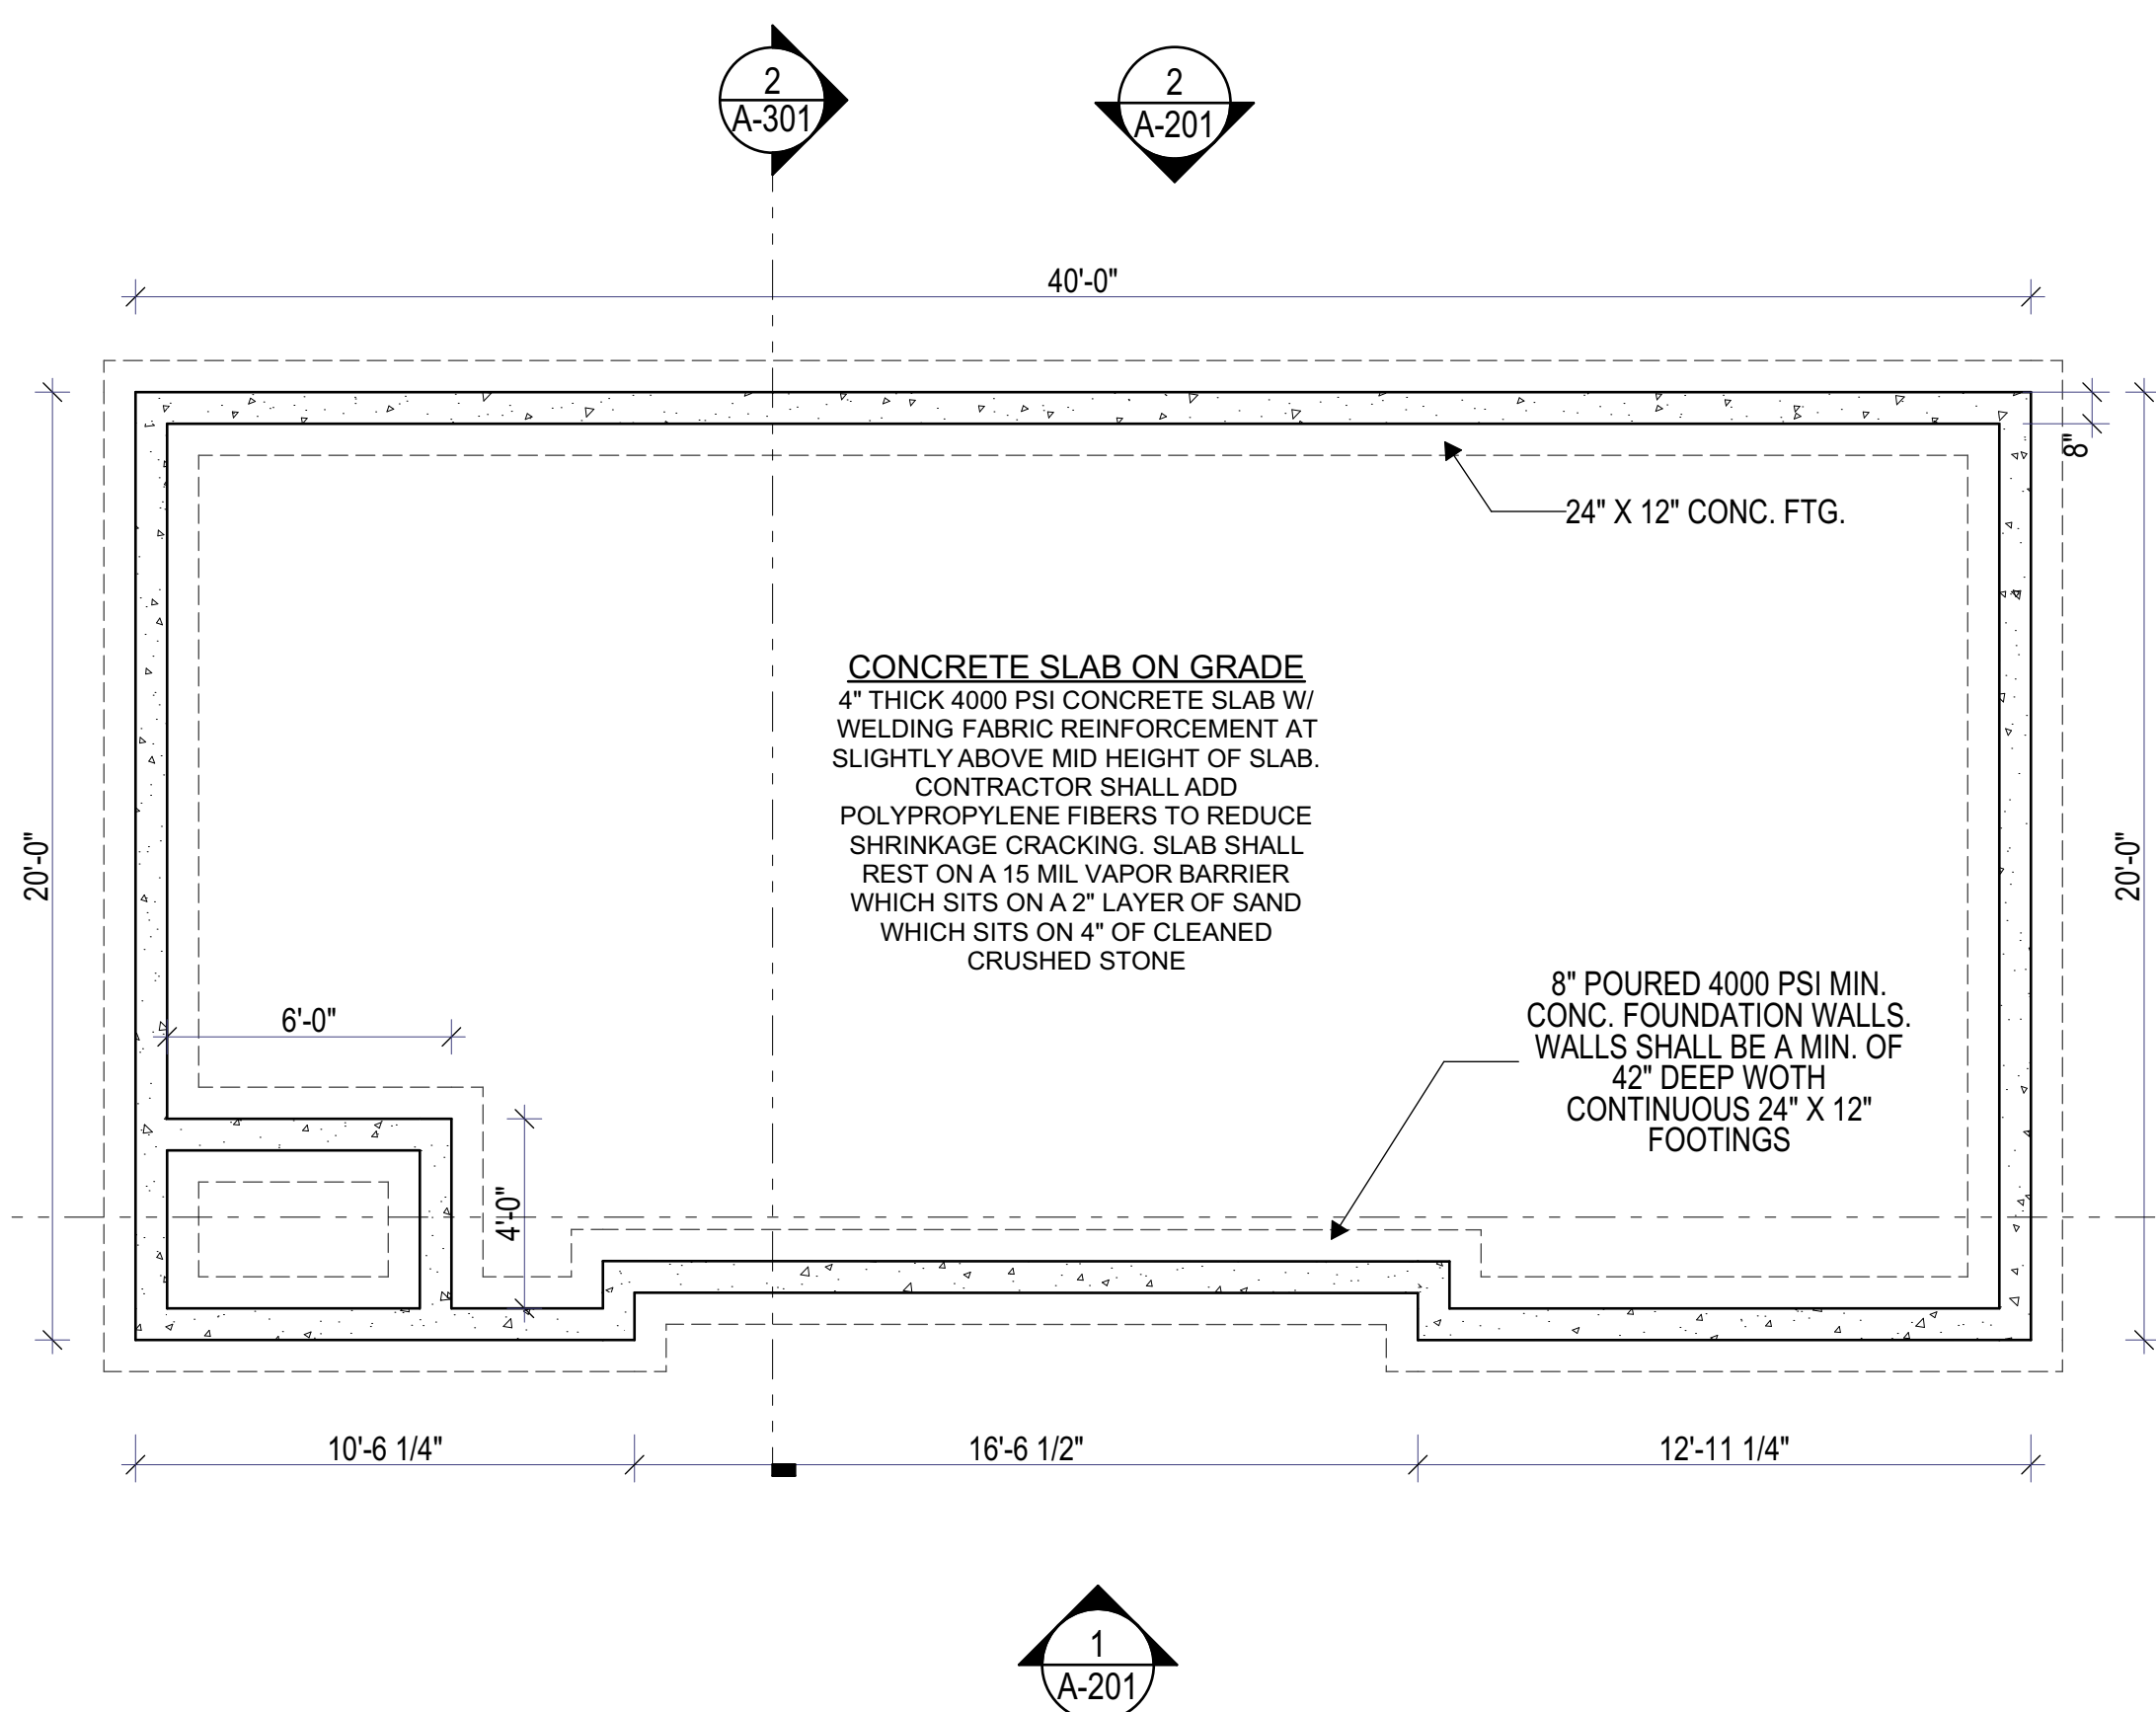 2
A-301
2
A-201
40'-0"
8"
24" X 12" CONC. FTG.
20'-0"
20'-0"
CONCRETE SLAB ON GRADE
4" THICK 4000 PSI CONCRETE SLAB W/
WELDING FABRIC REINFORCEMENT AT
SLIGHTLY ABOVE MID HEIGHT OF SLAB.
CONTRACTOR SHALL ADD
POLYPROPYLENE FIBERS TO REDUCE
SHRINKAGE CRACKING. SLAB SHALL
REST ON A 15 MIL VAPOR BARRIER
WHICH SITS ON A 2" LAYER OF SAND
WHICH SITS ON 4" OF CLEANED
CRUSHED STONE
8" POURED 4000 PSI MIN.
CONC. FOUNDATION WALLS.
WALLS SHALL BE A MIN. OF
42" DEEP WOTH
CONTINUOUS 24" X 12"
FOOTINGS
6'-0"
4'-0"
10'-6 1/4"
16'-6 1/2"
12'-11 1/4"
1
A-201